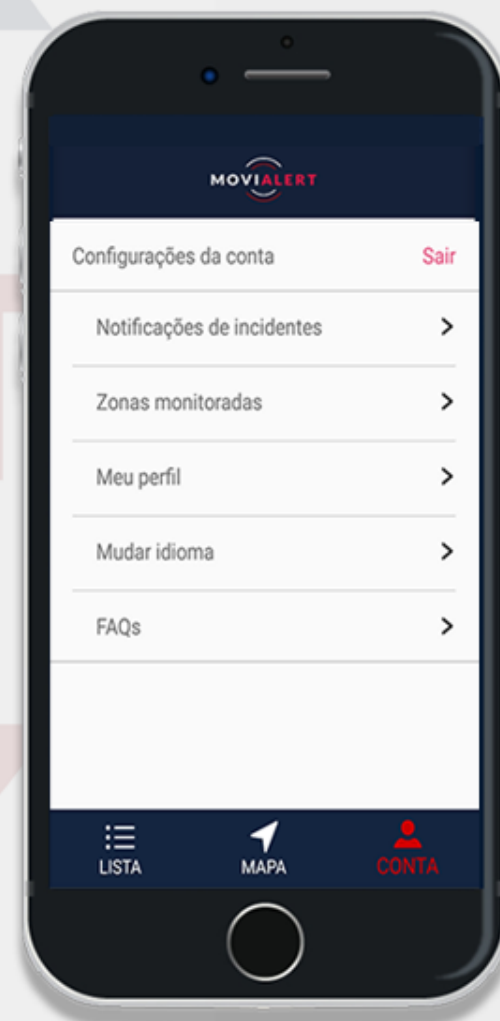 MOVIALERT
Configurações da conta Sair
Notificações de incidentes
Zonas monitoradas
Meu perfil
Mudar idioma
FAQs
LISTA MAPA CONTA